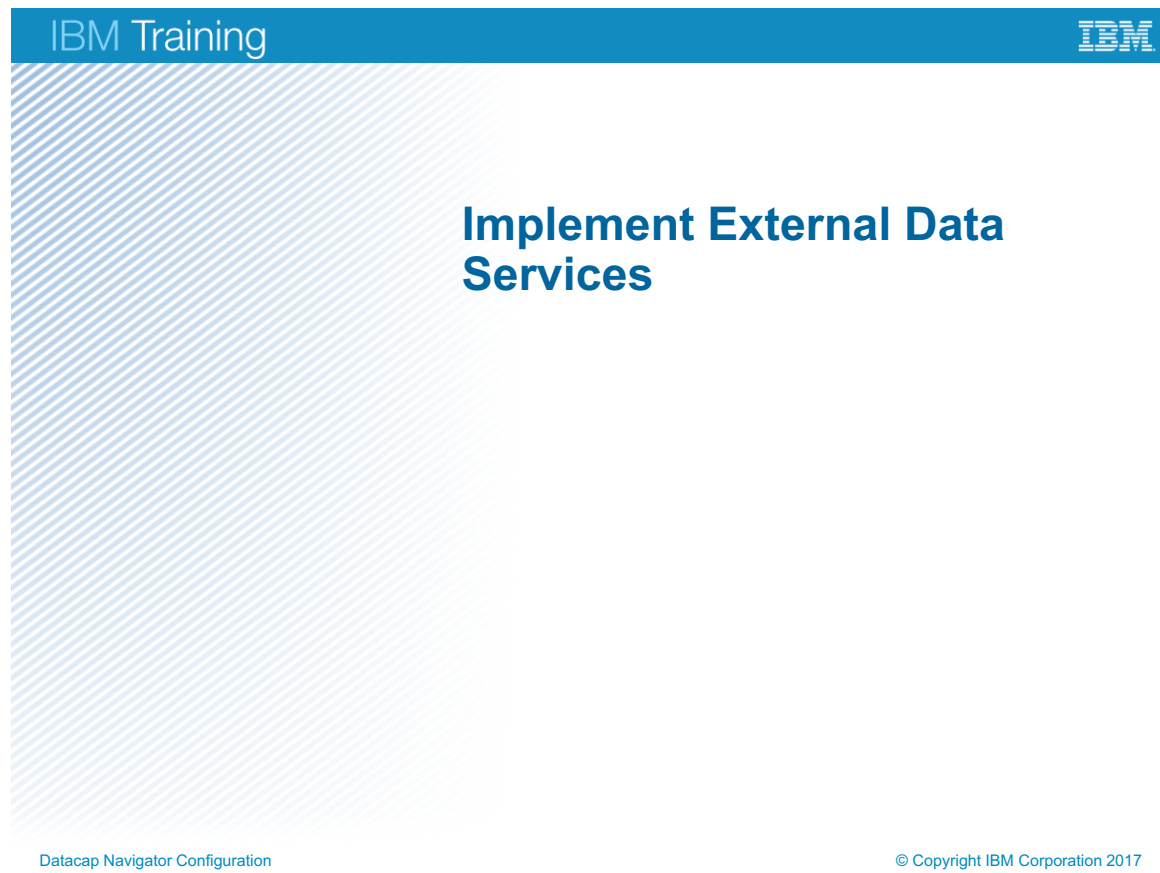 IBM Training
IBM
Implement External Data
Services
Datacap Navigator Configuration
© Copyright IBM Corporation 2017